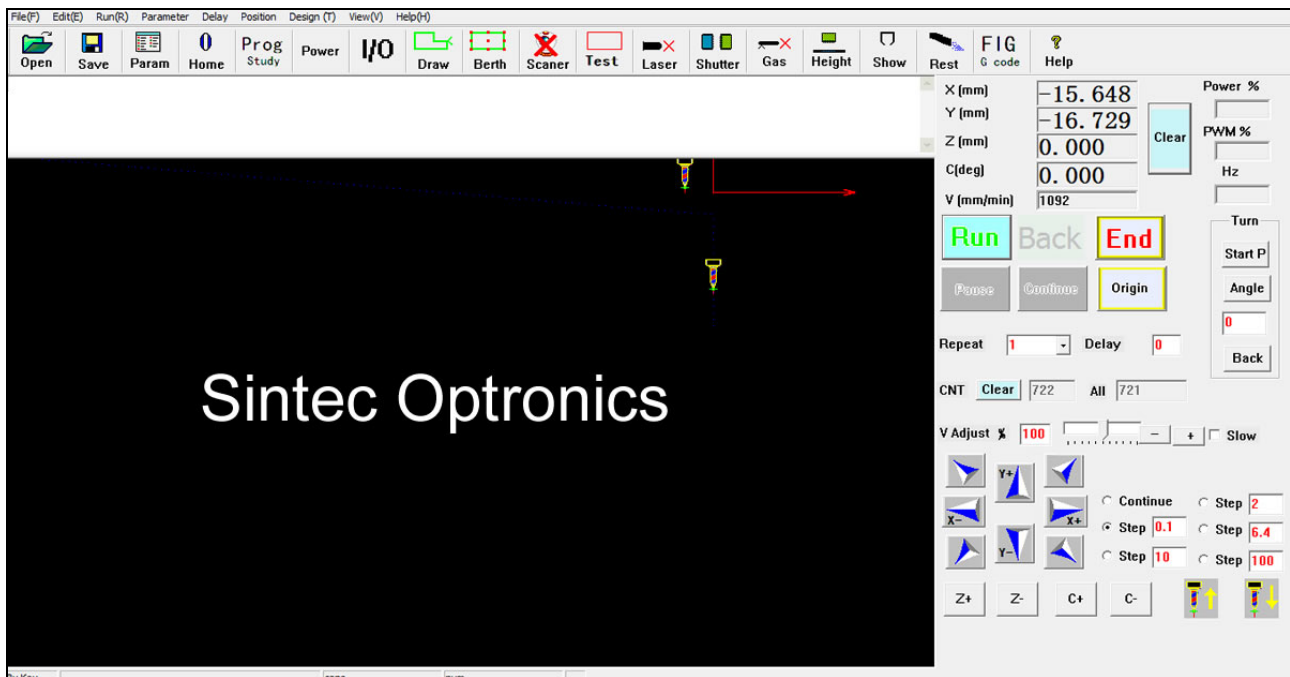 File(F) Edit(E) Run(R) Parameter Delay Position Design (T) View(V) Help(H)
Open Save Param 0 Home Prog Study Power I/O Draw Berth Scaner Test Laser Shutter Gas Height Show Rest FIG G code ? Help
X (mm) -15.648 Power %
Y (mm) -16.729
Z (mm) 0.000 Clear PWM %
C(deg) 0.000 Hz
V (mm/min) 1092
Turn
Run Back End
Start P
Pause Continue Origin Angle
0
Repeat 1 Delay 0
Back
CNT Clear 722 All 721
Sintec Optronics
V Adjust % 100 - + Slow
Y+
Continue Step 2
X- X+ Step 0.1 Step 6.4
Y- Step 10 Step 100
Z+ Z- C+ C-